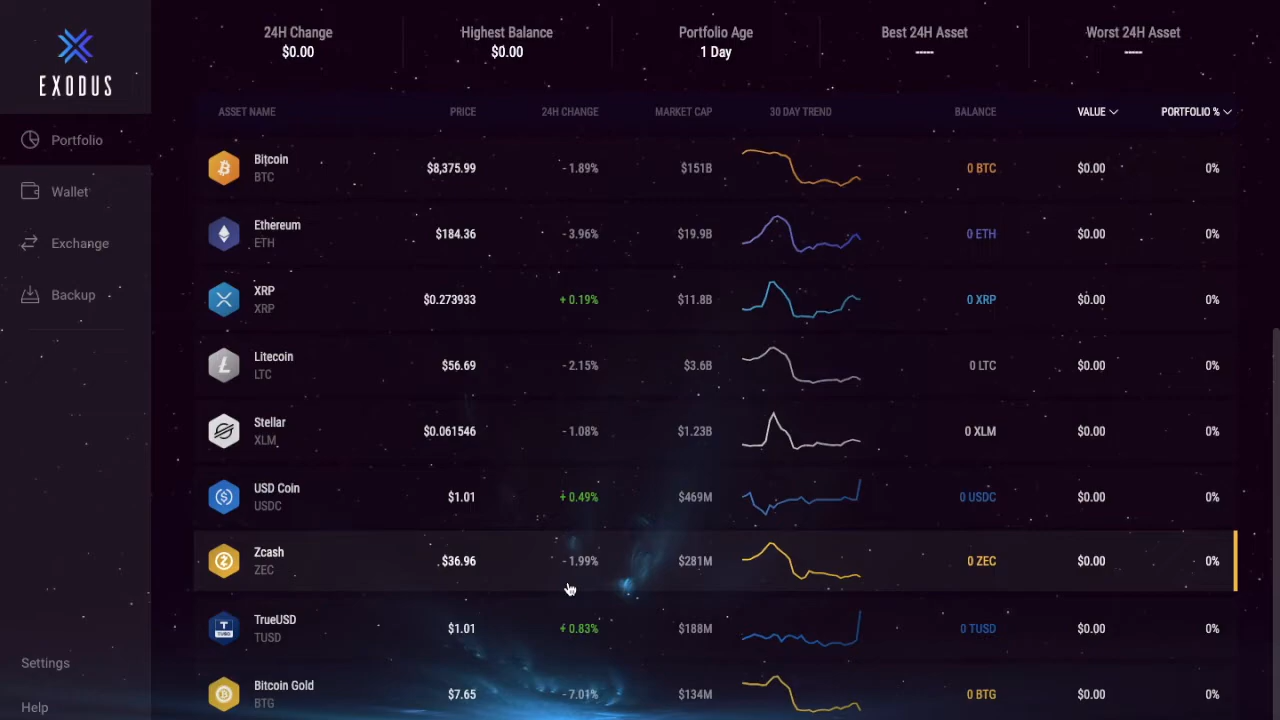 24H Change
$0.00
Highest Balance
$0.00
Portfolio Age
1 Day
Best 24H Asset
-----
Worst 24H Asset
-----
EXODUS
Portfolio
Wallet
Exchange
Backup
Settings
Help
ASSET NAME PRICE 24H CHANGE MARKET CAP 30 DAY TREND BALANCE VALUE PORTFOLIO %
Bitcoin
BTC
$8,375.99 - 1.89% $151B 0 BTC $0.00 0%
Ethereum
ETH
$184.36 - 3.96% $19.9B 0 ETH $0.00 0%
XRP
XRP
$0.273933 + 0.19% $11.8B 0 XRP $0.00 0%
Litecoin
LTC
$56.69 - 2.15% $3.6B 0 LTC $0.00 0%
Stellar
XLM
$0.061546 - 1.08% $1.23B 0 XLM $0.00 0%
USD Coin
USDC
$1.01 + 0.49% $469M 0 USDC $0.00 0%
Zcash
ZEC
$36.96 - 1.99% $281M 0 ZEC $0.00 0%
TrueUSD
TUSD
$1.01 + 0.83% $188M 0 TUSD $0.00 0%
Bitcoin Gold
BTG
$7.65 - 7.01% $134M 0 BTG $0.00 0%